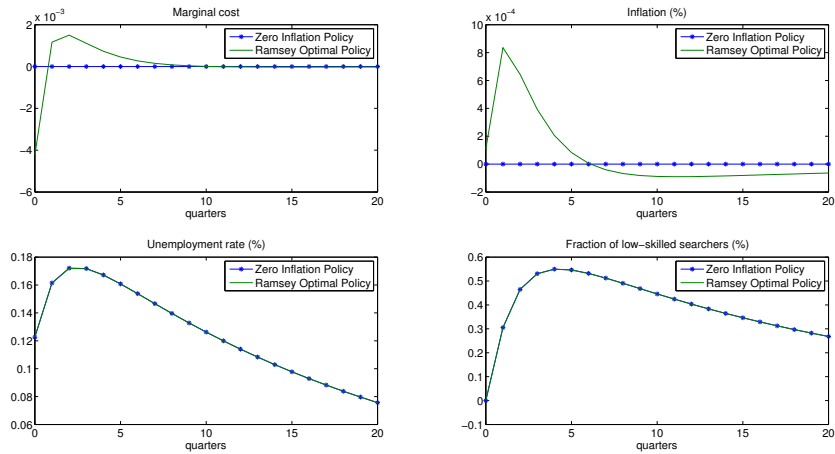 Marginal cost
x 10⁻³
2
0
−2
−4
−6
0 5 10 15 20
quarters
Zero Inflation Policy
Ramsey Optimal Policy
Inflation (%)
x 10⁻⁴
10
8
6
4
2
0
−2
0 5 10 15 20
quarters
Zero Inflation Policy
Ramsey Optimal Policy
Unemployment rate (%)
0.18
0.16
0.14
0.12
0.1
0.08
0.06
0 5 10 15 20
quarters
Zero Inflation Policy
Ramsey Optimal Policy
Fraction of low−skilled searchers (%)
0.6
0.5
0.4
0.3
0.2
0.1
0
−0.1
0 5 10 15 20
quarters
Zero Inflation Policy
Ramsey Optimal Policy